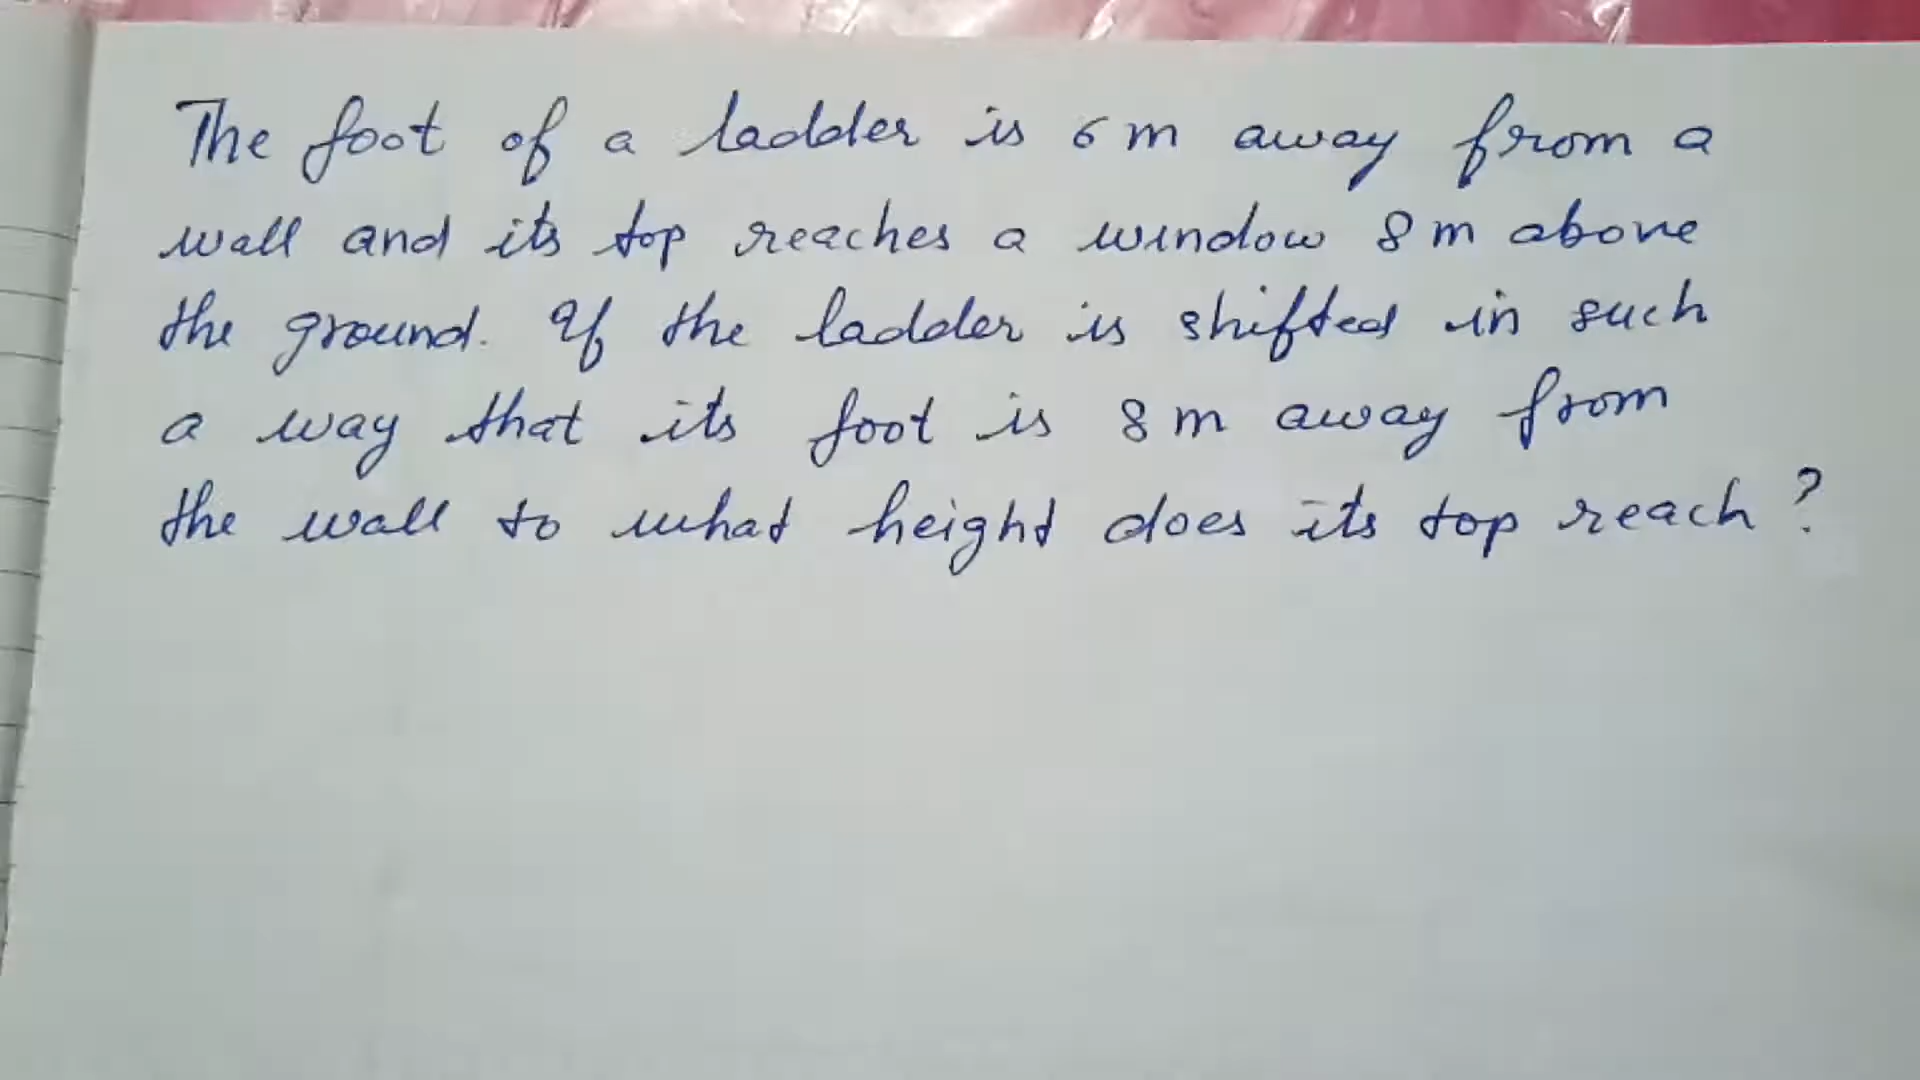 The foot of a ladder is 6 m away from a
wall and its top reaches a window 8 m above
the ground. If the ladder is shifted in such
a way that its foot is 8 m away from
the wall to what height does its top reach ?